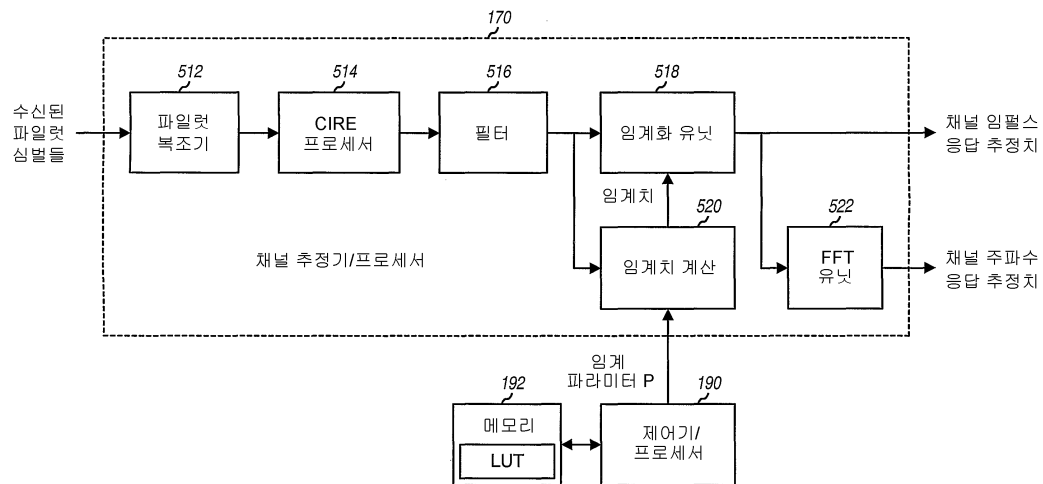 170
512
514
516
518
수신된
파일럿
심벌들
파일럿
복조기
CIRE
프로세서
필터
임계화 유닛
채널 임펄스
응답 추정치
임계치
520
522
채널 추정기/프로세서
임계치 계산
FFT
유닛
채널 주파수
응답 추정치
임계
파라미터 P
192
190
메모리
LUT
제어기/
프로세서